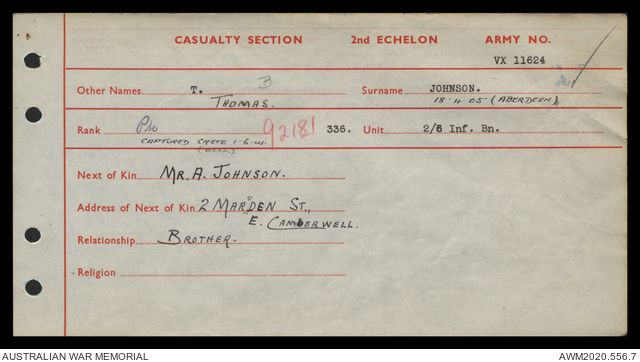 CASUALTY SECTION 2nd ECHELON ARMY NO.
VX 11624
Other Names T. B Surname JOHNSON.
THOMAS. 18·4·05 (ABERDEEN)
Rank Pte 92181 336. Unit 2/6 Inf. Bn.
CAPTURED CRETE 1·6·41.
(WELL)
Next of Kin MR. A. JOHNSON.
Address of Next of Kin 2 MARSDEN ST.,
E. CAMBERWELL.
Relationship BROTHER.
Religion
AUSTRALIAN WAR MEMORIAL AWM2020.556.7